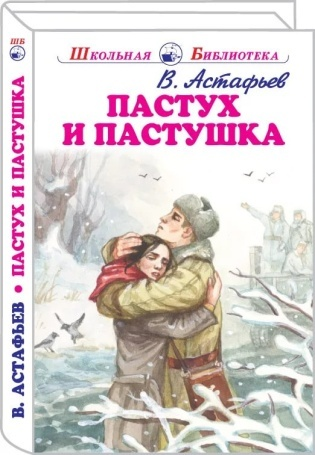 Школьная Библиотека
В. Астафьев
ПАСТУХ
И ПАСТУШКА
ШБ
В. АСТАФЬЕВ • ПАСТУХ И ПАСТУШКА